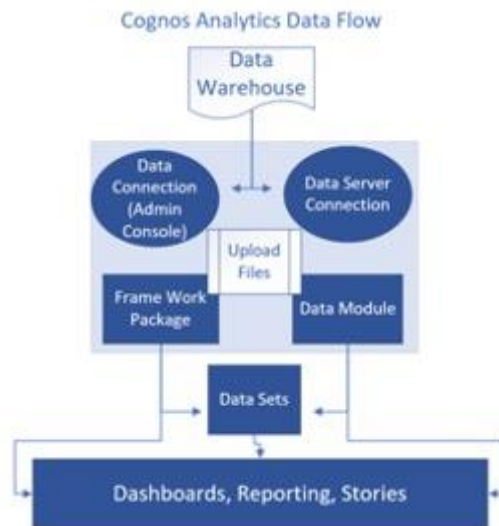 Cognos Analytics Data Flow
Data
Warehouse
Data
Connection
(Admin
Console)
Data Server
Connection
Upload
Files
Frame Work
Package
Data Module
Data Sets
Dashboards, Reporting, Stories